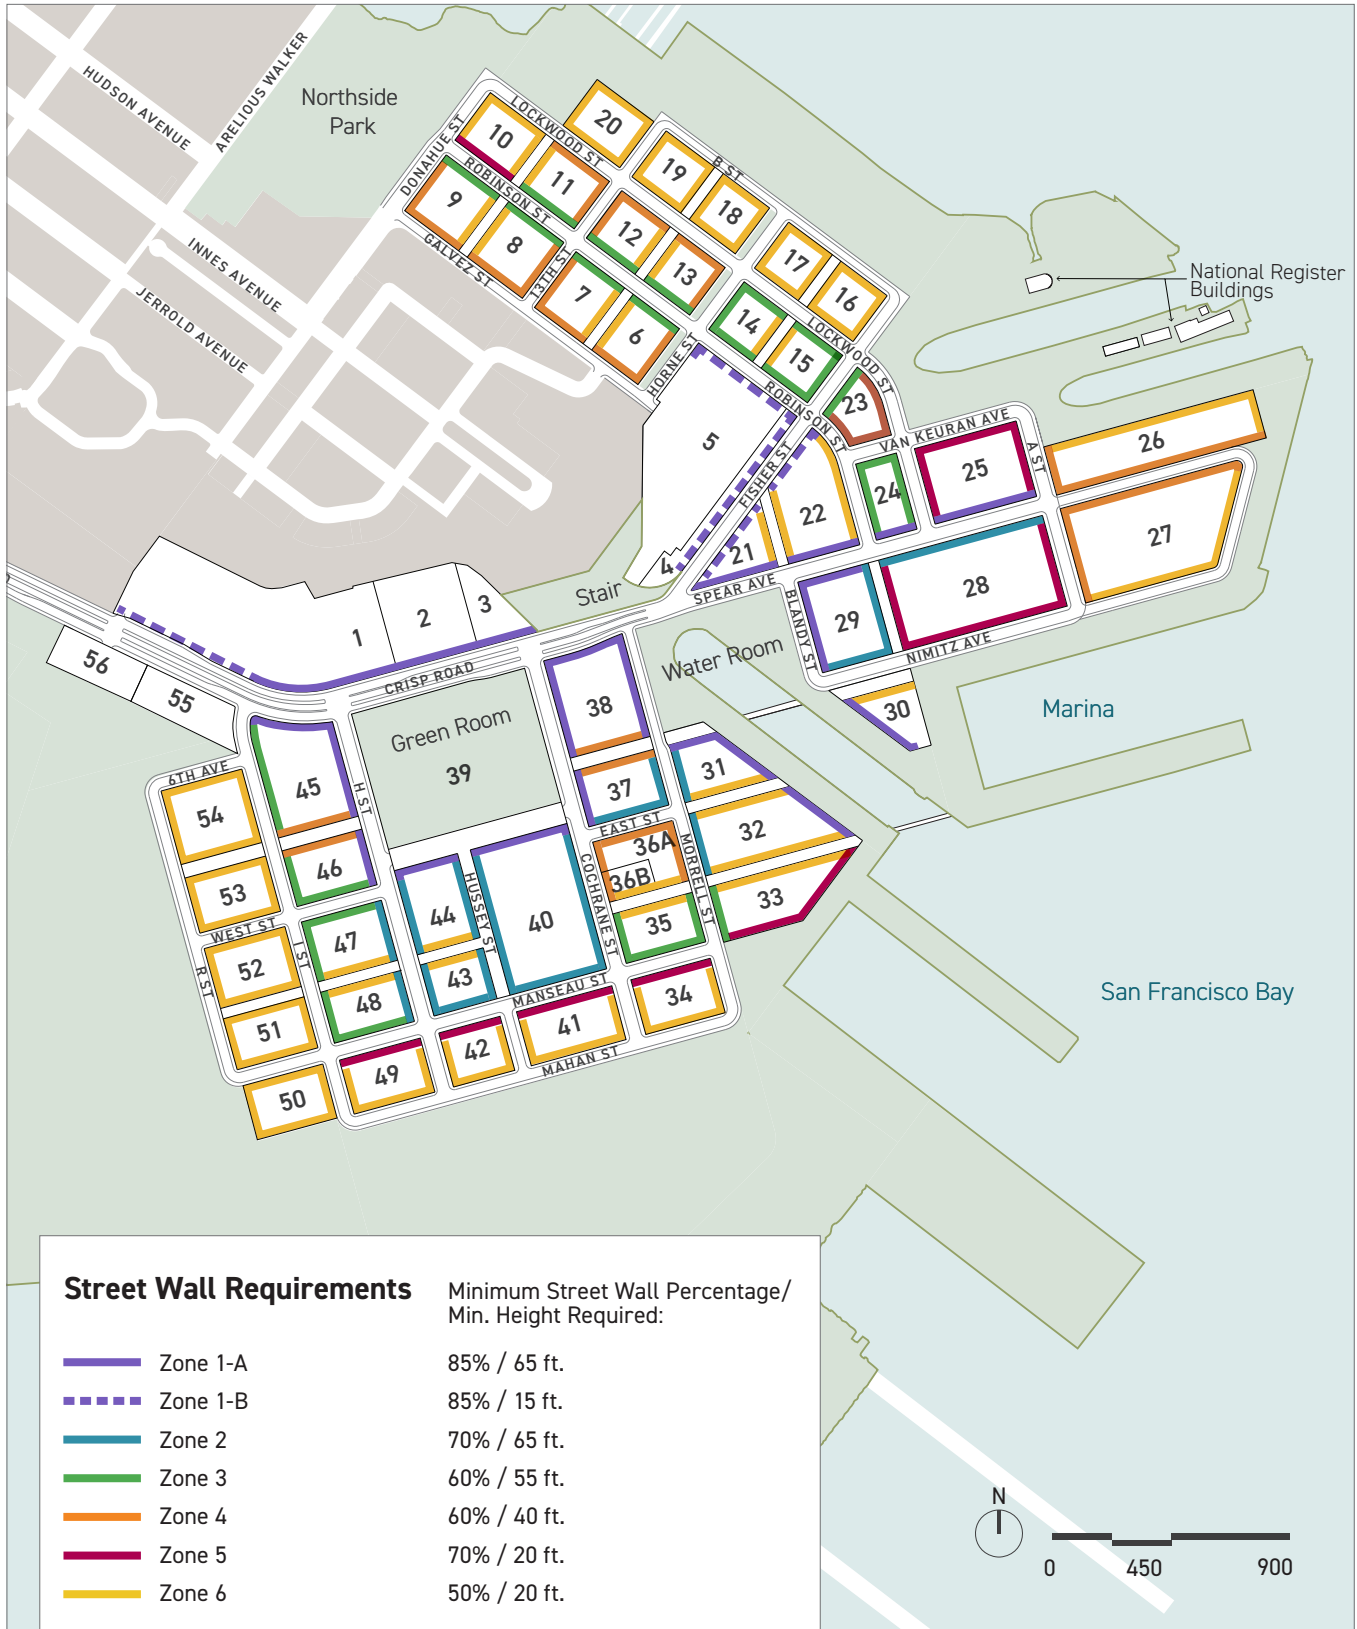 HUDSON AVENUE
ARELIOUS WALKER
Northside
Park
INNES AVENUE
JERROLD AVENUE
DONAHUE ST
LOCKWOOD ST
ROBINSON ST
GALVEZ ST
13TH ST
B ST
HORNE ST
LOCKWOOD ST
ROBINSON ST
FISHER ST
VAN KEURAN AVE
A ST
National Register
Buildings
20
10
11
19
18
9
8
12
13
17
16
7
6
14
15
5
23
22
24
25
26
27
4
21
28
29
30
Stair
SPEAR AVE
BLANDY ST
NIMITZ AVE
Water Room
Marina
1
2
3
56
55
CRISP ROAD
Green Room
39
38
37
31
32
33
EAST ST
36A
36B
35
34
MORRELL ST
COCHRANE ST
6TH AVE
H ST
45
54
46
53
WEST ST
I ST
R ST
52
47
48
51
50
44
HUSSEY ST
40
43
MANSEAU ST
49
42
41
MAHAN ST
San Francisco Bay
Street Wall Requirements
Minimum Street Wall Percentage/
Min. Height Required:
Zone 1-A 85% / 65 ft.
Zone 1-B 85% / 15 ft.
Zone 2 70% / 65 ft.
Zone 3 60% / 55 ft.
Zone 4 60% / 40 ft.
Zone 5 70% / 20 ft.
Zone 6 50% / 20 ft.
N
0 450 900